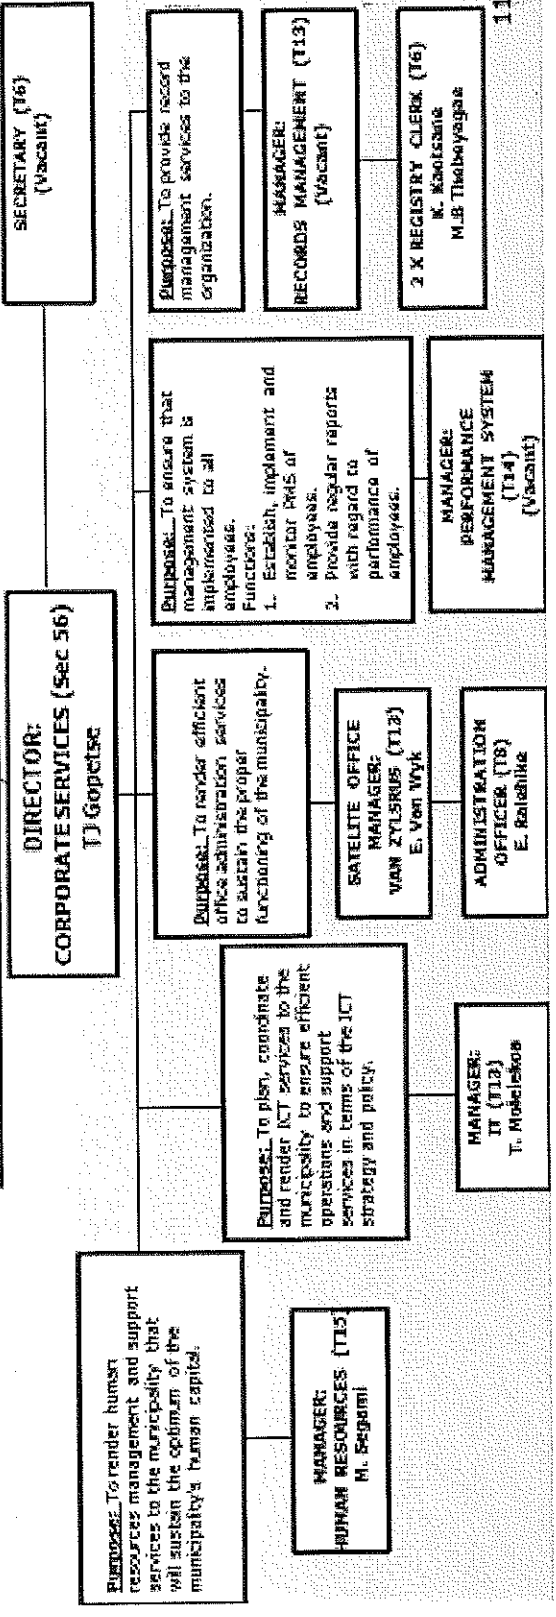 DIRECTOR:
CORPORATE SERVICES (Sec 56)
TJ Gopetse
SECRETARY (T6)
(Vacant)
Purpose: To render human
resources management and support
services to the municipality that
will sustain the optimum of the
municipality's human capital.
MANAGER:
HUMAN RESOURCES (T15)
M. Segami
Purpose: To plan, coordinate
and render ICT services to the
municipality to ensure efficient
operations and support
services in terms of the ICT
strategy and policy.
MANAGER:
IT (T13)
T.
Purpose: To render efficient
office administration services
to sustain the proper
functioning of the municipality.
SATELITE OFFICE
MANAGER:
VAN ZYLSRUS (T13)
E. Van Wyk
ADMINISTRATION
OFFICER (T8)
E.
Purpose: To ensure that
management system is
implemented to all
employees.
Functions:
1. Establish, implement and
monitor PMS of
employees.
2. Provide regular reports
with regard to
performance of
employees.
MANAGER:
PERFORMANCE
MANAGEMENT SYSTEM
(T14)
(Vacant)
Purpose: To provide record
management services to the
organization.
MANAGER:
RECORDS MANAGEMENT (T13)
(Vacant)
2 X REGISTRY CLERK (T6)
K. Kaotsane
M.B
11